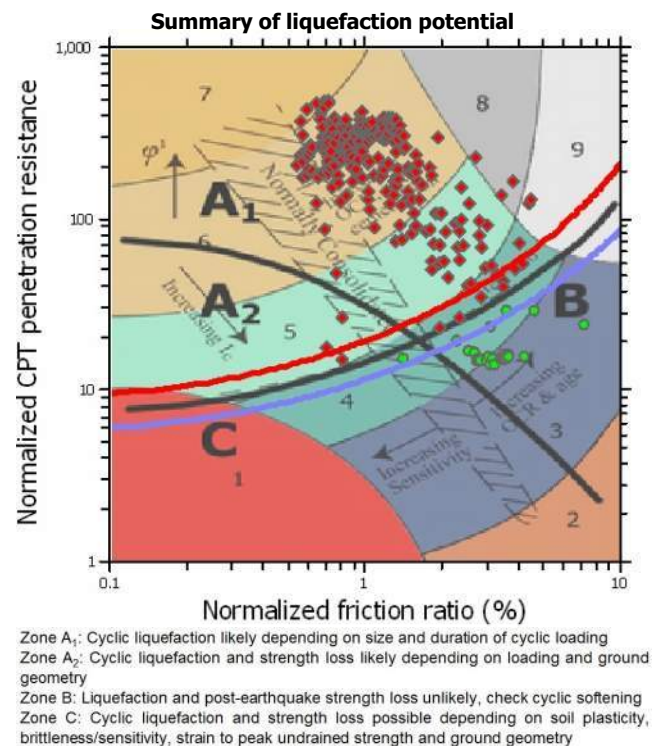 Summary of liquefaction potential
1,000
100
10
1
0.1
1
10
Normalized CPT penetration resistance
Normalized friction ratio (%)
7
8
9
φ'
A1
6
Normally Consolidated
A2
Increasing Ic
5
B
4
C
1
Increasing
OCR & age
Increasing
Sensitivity
3
2
Zone A1: Cyclic liquefaction likely depending on size and duration of cyclic loading
Zone A2: Cyclic liquefaction and strength loss likely depending on loading and ground
geometry
Zone B: Liquefaction and post-earthquake strength loss unlikely, check cyclic softening
Zone C: Cyclic liquefaction and strength loss possible depending on soil plasticity,
brittleness/sensitivity, strain to peak undrained strength and ground geometry